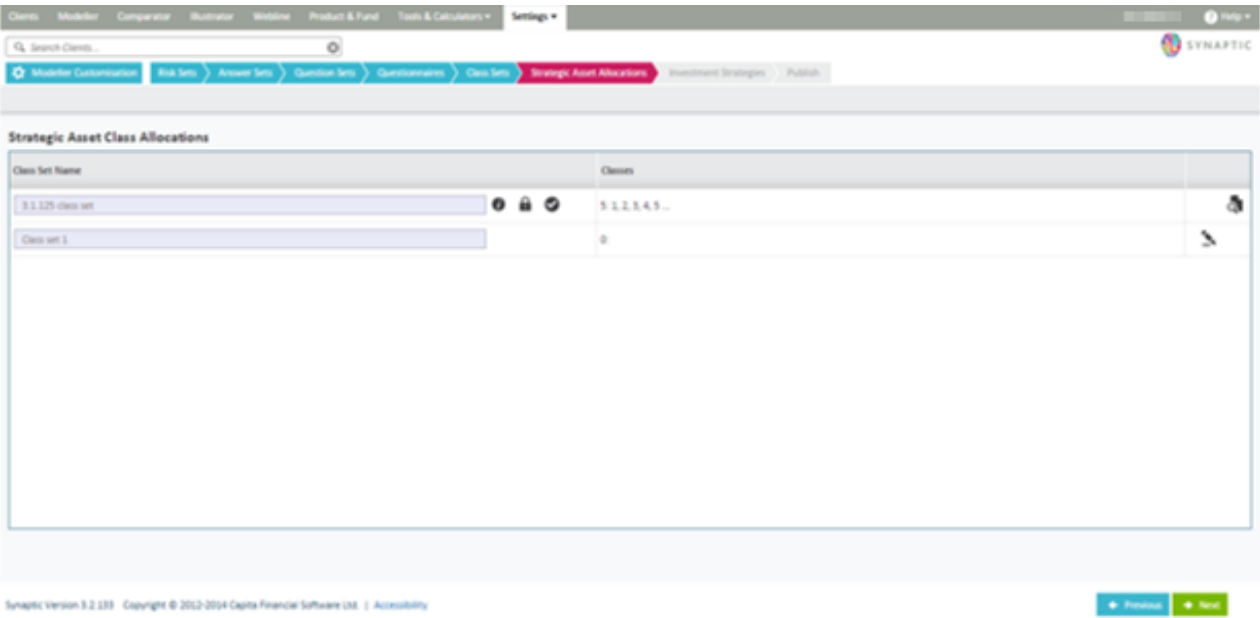 Clients Modeller Comparator Illustrator Webline Product & Fund Tools & Calculators Settings Help
Search Clients...
SYNAPTIC
Modeller Customisation Risk Sets Answer Sets Question Sets Questionnaires Class Sets Strategic Asset Allocations Investment Strategies Publish
Strategic Asset Class Allocations
Class Set Name Classes
3.1.125 class set 5: 1, 2, 3, 4, 5 ...
Class set 1 0:
Synaptic Version 3.2.133 Copyright © 2012-2014 Capita Financial Software Ltd. | Accessibility Previous Next